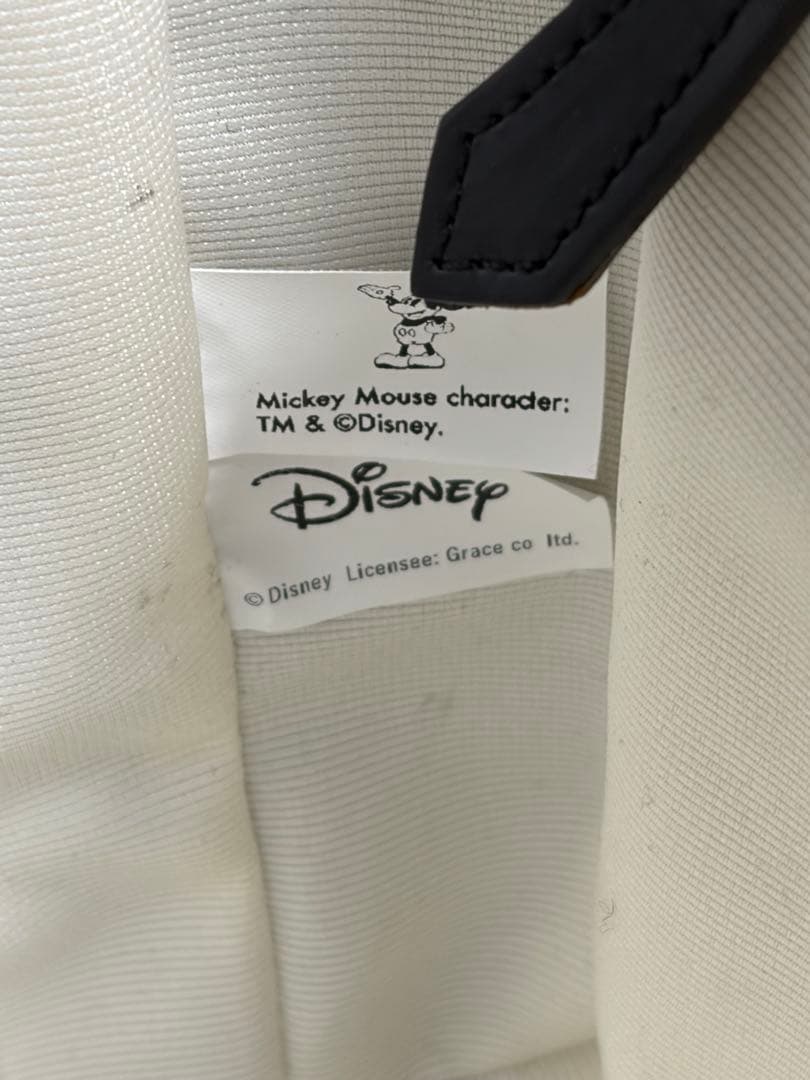 Mickey Mouse character:
TM & ©Disney.
Disney
© Disney Licensee: Grace co ltd.